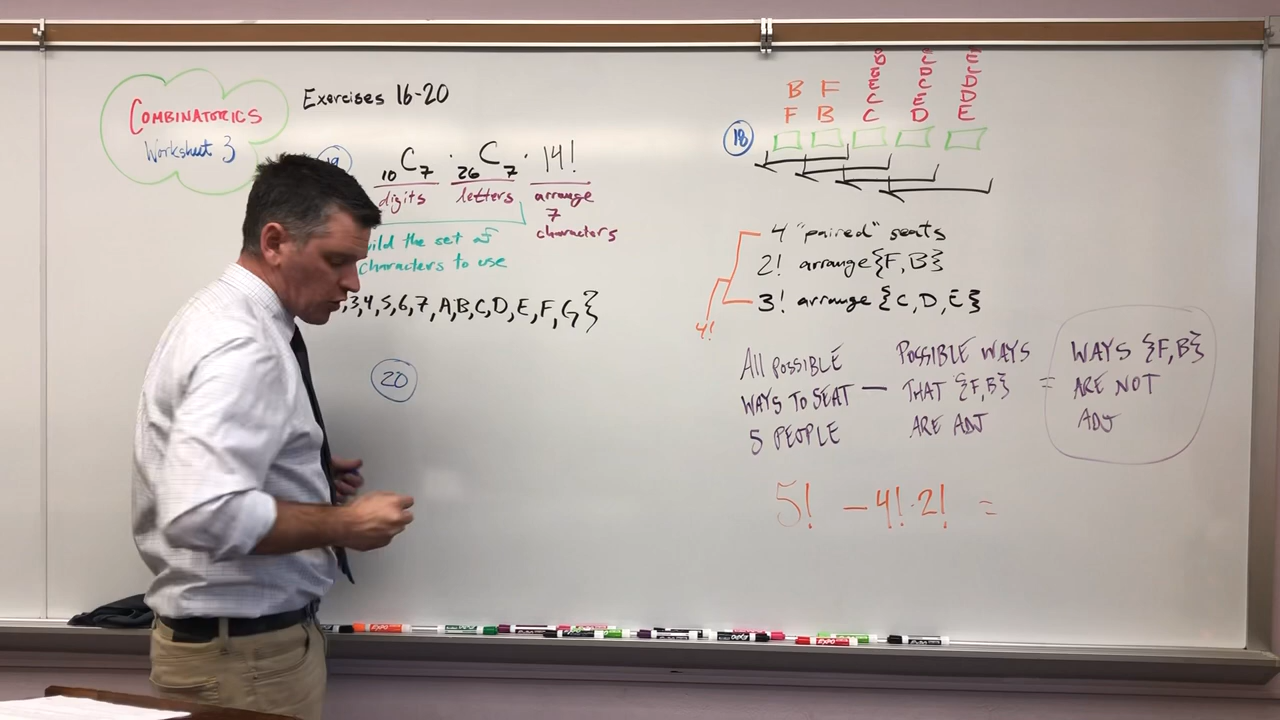 COMBINATORICS
Worksheet 3
Exercises 16-20
10C7 · 26C7 · 14!
digits letters arrange
7
characters
the set of
characters to use
3,4,5,6,7,A,B,C,D,E,F,G}
20
18
B F
F B C D E
4 "paired" seats
2! arrange {F,B}
3! arrange {C,D,E}
4!
ALL POSSIBLE
WAYS TO SEAT
5 PEOPLE
—
POSSIBLE WAYS
THAT {F,B}
ARE ADJ
=
WAYS {F,B}
ARE NOT
ADJ
5! – 4!·2! =